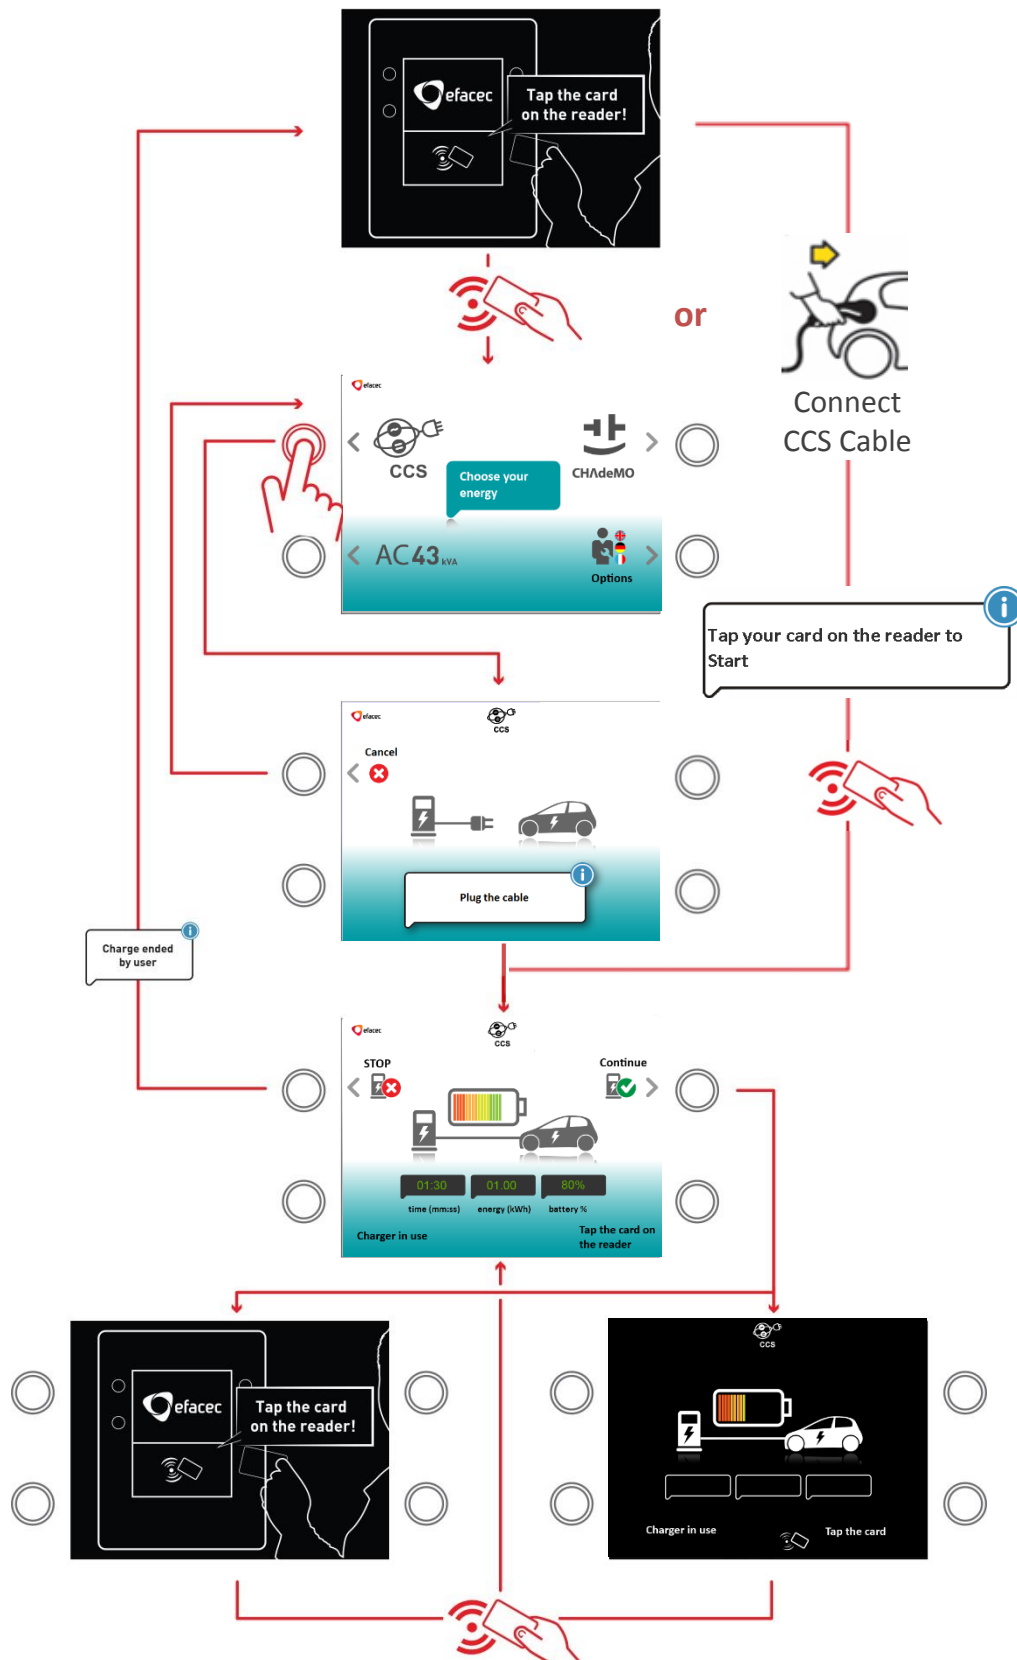 efacec
Tap the card
on the reader!
or
Connect
CCS Cable
efacec
CCS
CHΛdeMO
Choose your
energy
AC43 kVA
Options
Tap your card on the reader to
Start
efacec
CCS
Cancel
Plug the cable
Charge ended
by user
efacec
CCS
STOP
Continue
01:30
01.00
80%
time (mm:ss)
energy (kWh)
battery %
Charger in use
Tap the card on
the reader
efacec
Tap the card
on the reader!
CCS
Charger in use
Tap the card